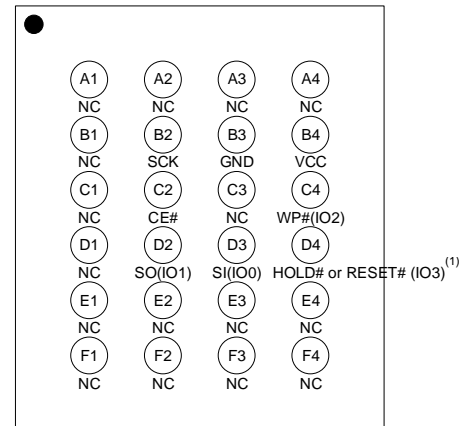 A1 A2 A3 A4
NC NC NC NC
B1 B2 B3 B4
NC SCK GND VCC
C1 C2 C3 C4
NC CE# NC WP#(IO2)
D1 D2 D3 D4
NC SO(IO1) SI(IO0) HOLD# or RESET# (IO3)(1)
E1 E2 E3 E4
NC NC NC NC
F1 F2 F3 F4
NC NC NC NC